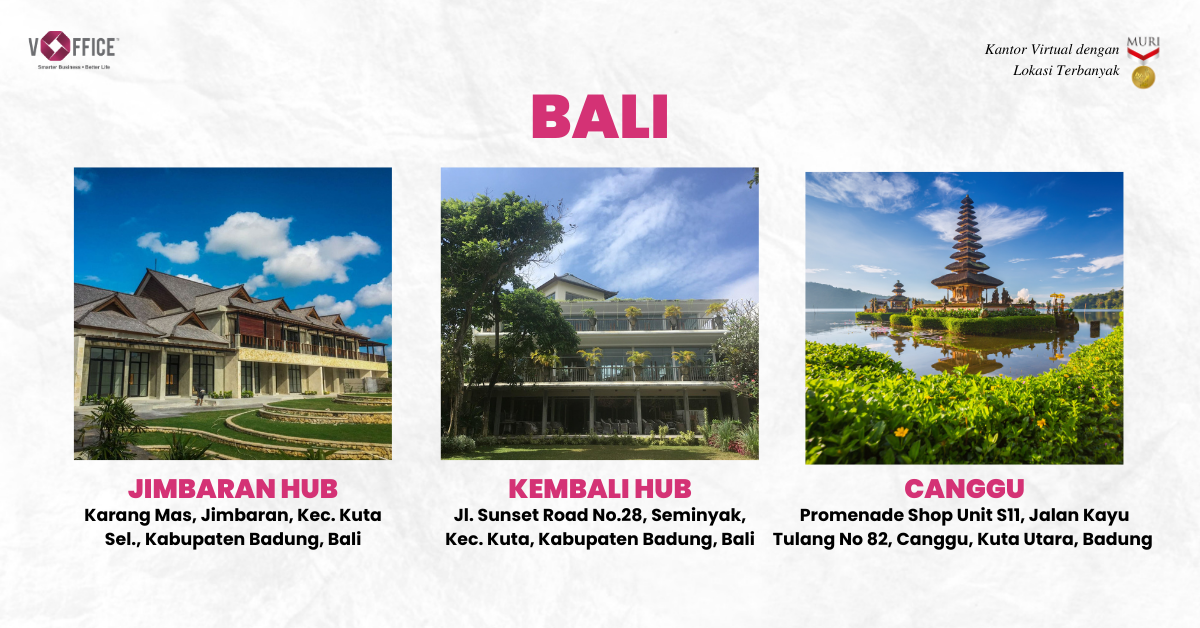 VOFFICE
Smarter Business • Better Life
Kantor Virtual dengan
Lokasi Terbanyak
MURI
BALI
JIMBARAN HUB
Karang Mas, Jimbaran, Kec. Kuta
Sel., Kabupaten Badung, Bali
KEMBALI HUB
Jl. Sunset Road No.28, Seminyak,
Kec. Kuta, Kabupaten Badung, Bali
CANGGU
Promenade Shop Unit S11, Jalan Kayu
Tulang No 82, Canggu, Kuta Utara, Badung